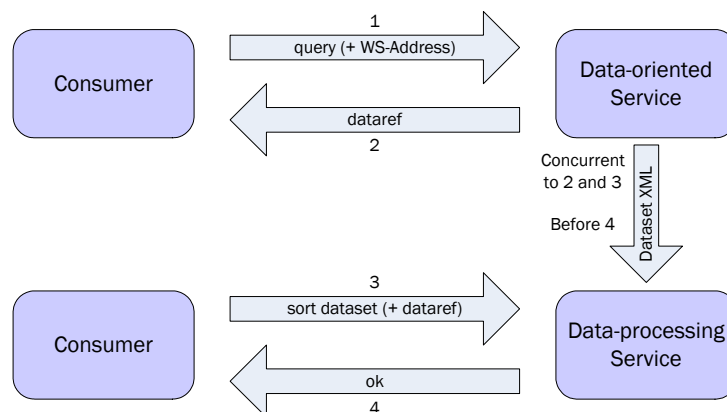 1
query (+ WS-Address)
Consumer
Data-oriented
Service
dataref
2
Concurrent
to 2 and 3
Before 4
Dataset XML
3
sort dataset (+ dataref)
Consumer
Data-processing
Service
ok
4